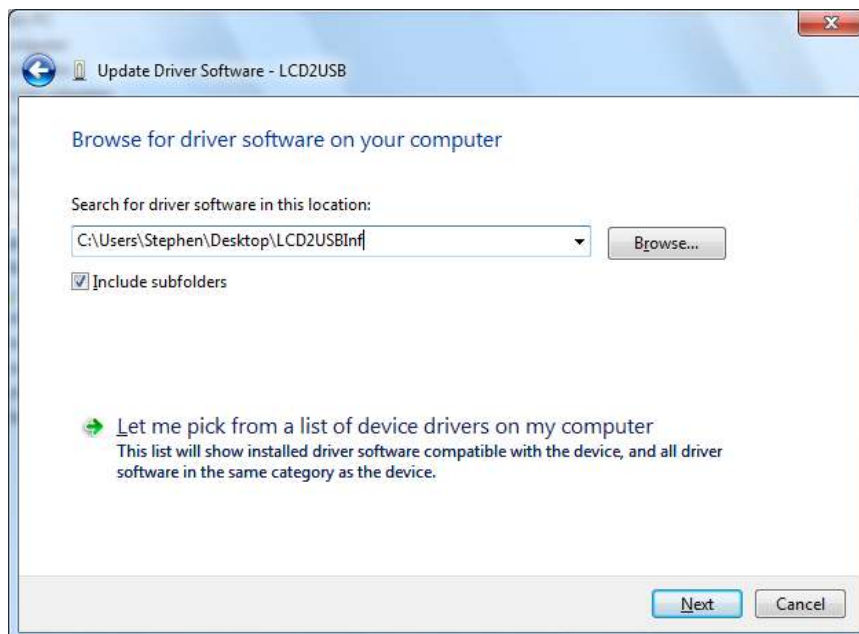 Update Driver Software - LCD2USB
Browse for driver software on your computer
Search for driver software in this location:
C:\Users\Stephen\Desktop\LCD2USBInf
Browse...
Include subfolders
Let me pick from a list of device drivers on my computer
This list will show installed driver software compatible with the device, and all driver
software in the same category as the device.
Next
Cancel